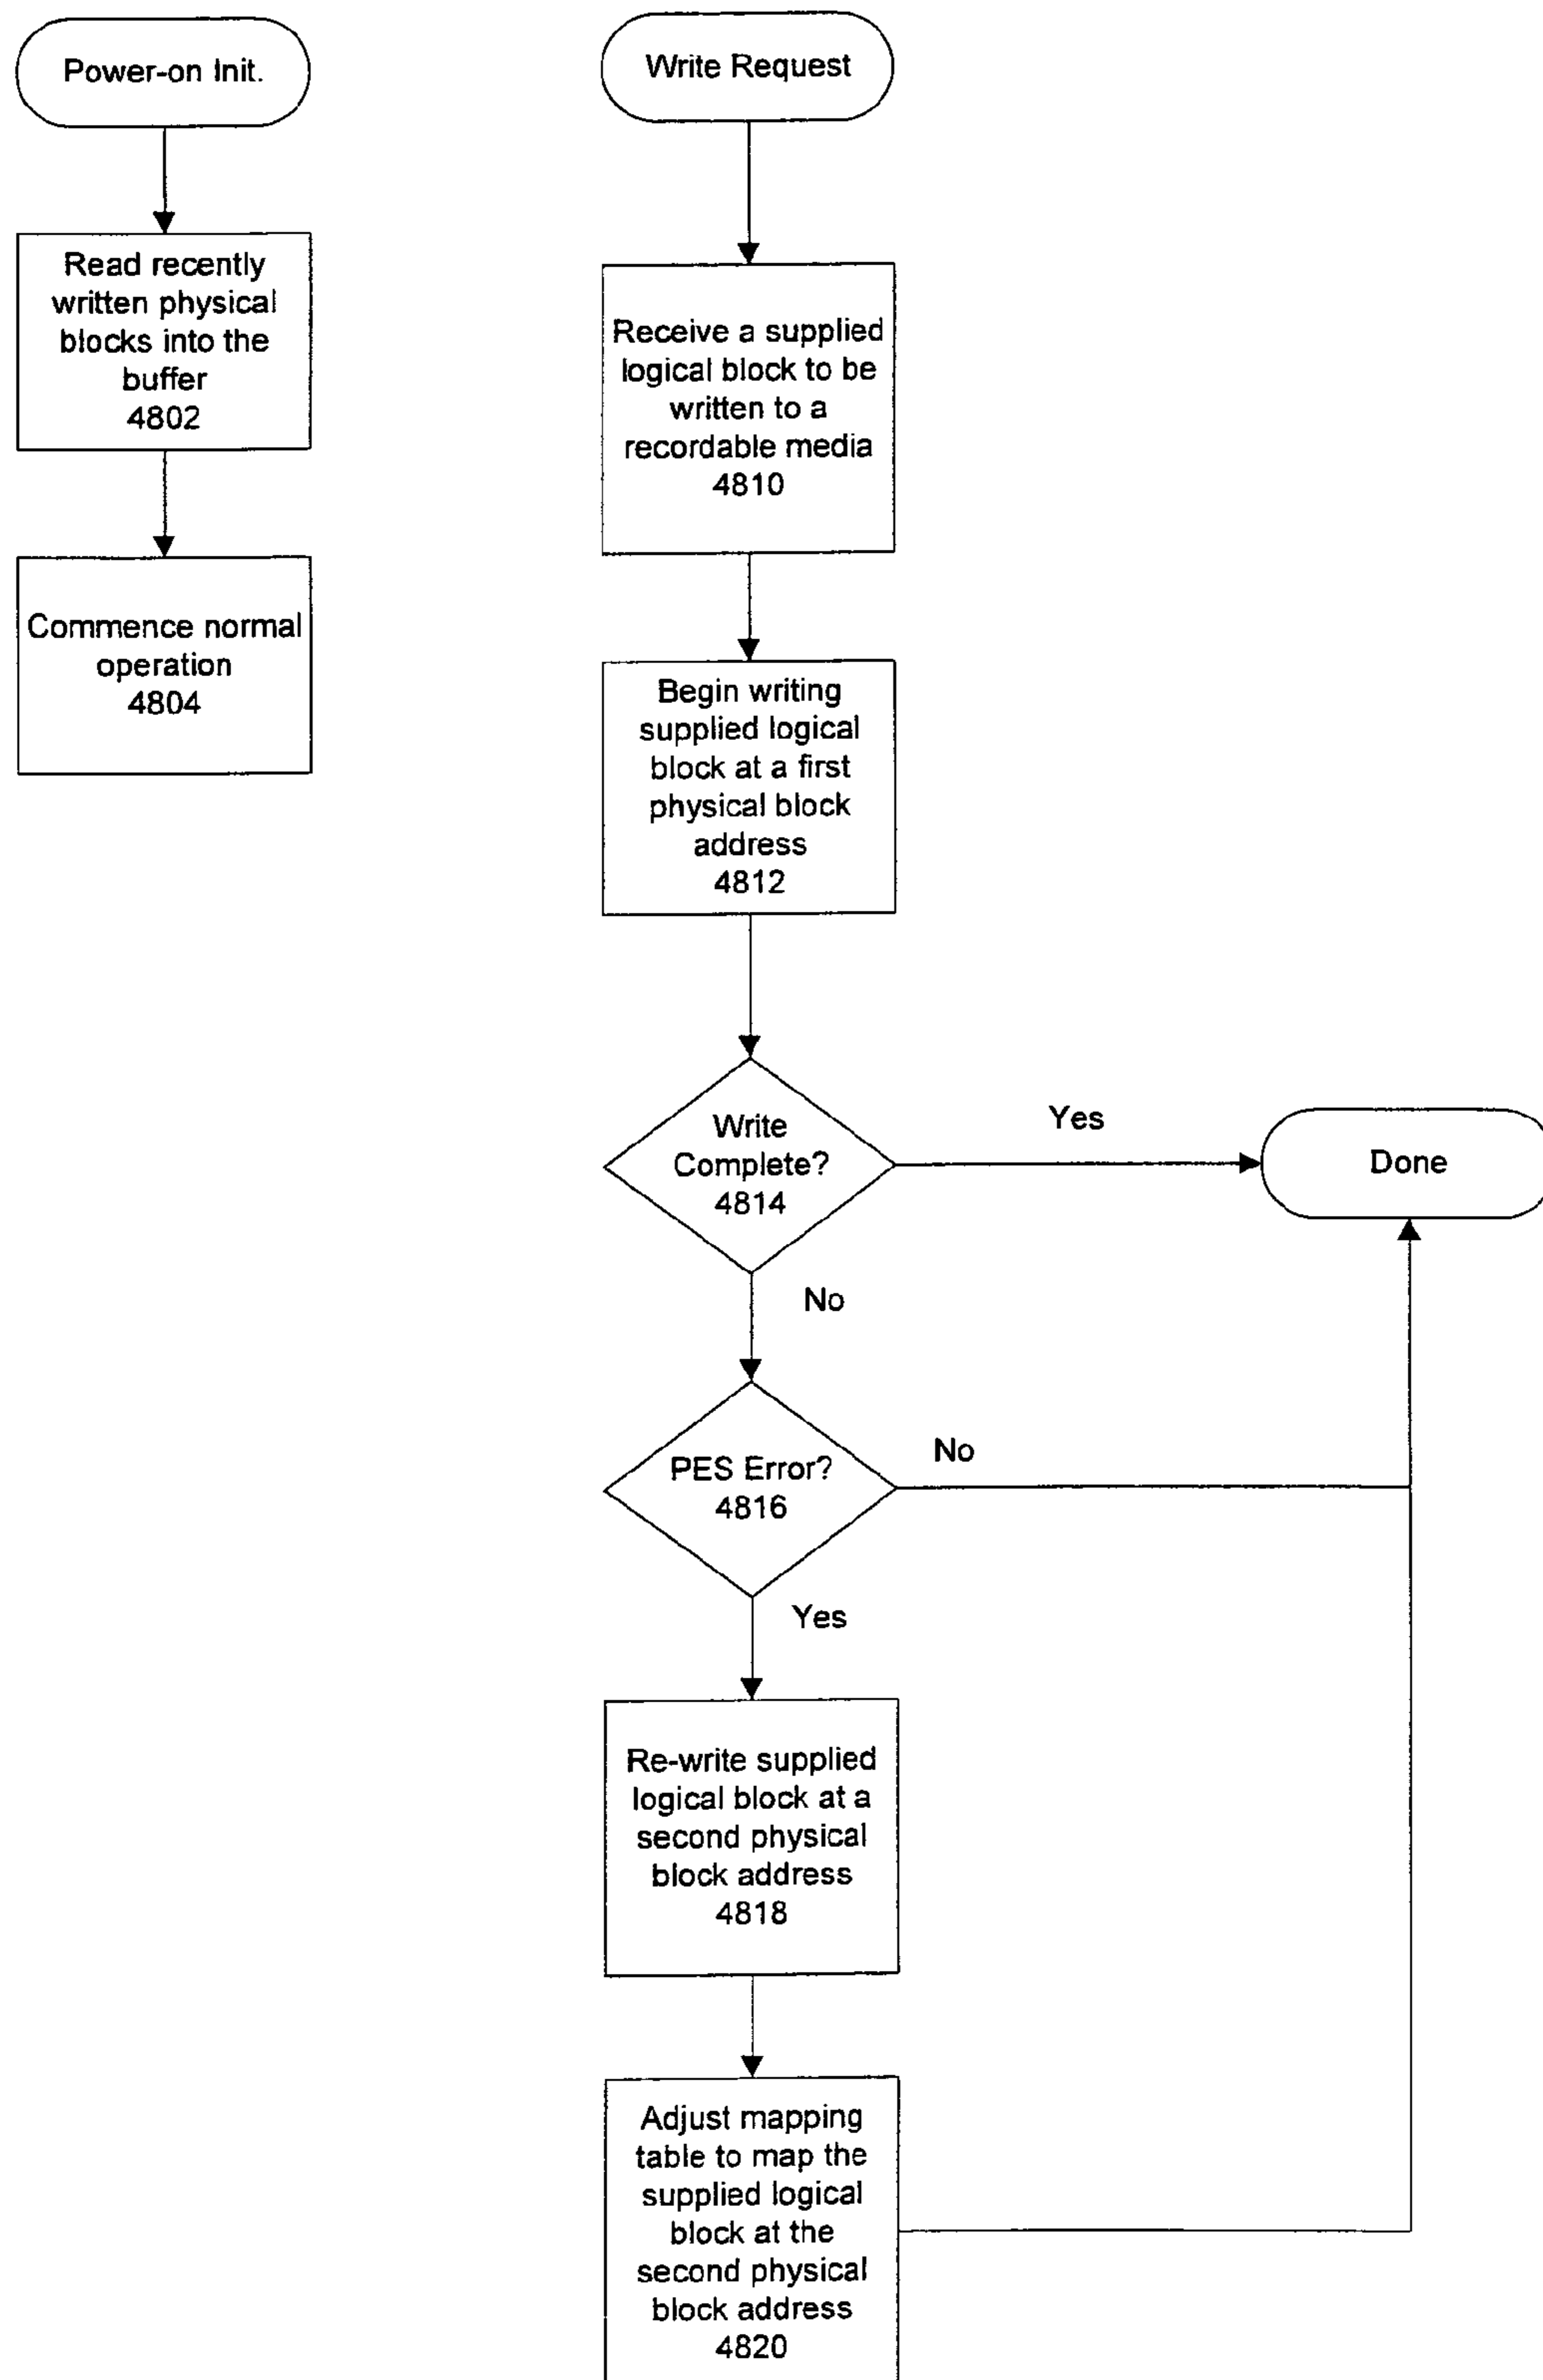 Power-on Init.
Read recently
written physical
blocks into the
buffer
4802
Commence normal
operation
4804
Write Request
Receive a supplied
logical block to be
written to a
recordable media
4810
Begin writing
supplied logical
block at a first
physical block
address
4812
Write
Complete?
4814
Yes
Done
No
PES Error?
4816
No
Yes
Re-write supplied
logical block at a
second physical
block address
4818
Adjust mapping
table to map the
supplied logical
block at the
second physical
block address
4820